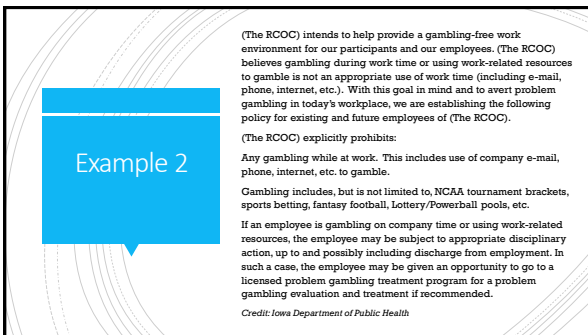 Example 2
(The RCOC) intends to help provide a gambling-free work
environment for our participants and our employees. (The RCOC)
believes gambling during work time or using work-related resources
to gamble is not an appropriate use of work time (including e-mail,
phone, internet, etc.). With this goal in mind and to avert problem
gambling in today's workplace, we are establishing the following
policy for existing and future employees of (The RCOC).
(The RCOC) explicitly prohibits:
Any gambling while at work. This includes use of company e-mail,
phone, internet, etc. to gamble.
Gambling includes, but is not limited to, NCAA tournament brackets,
sports betting, fantasy football, Lottery/Powerball pools, etc.
If an employee is gambling on company time or using work-related
resources, the employee may be subject to appropriate disciplinary
action, up to and possibly including discharge from employment. In
such a case, the employee may be given an opportunity to go to a
licensed problem gambling treatment program for a problem
gambling evaluation and treatment if recommended.
Credit: Iowa Department of Public Health